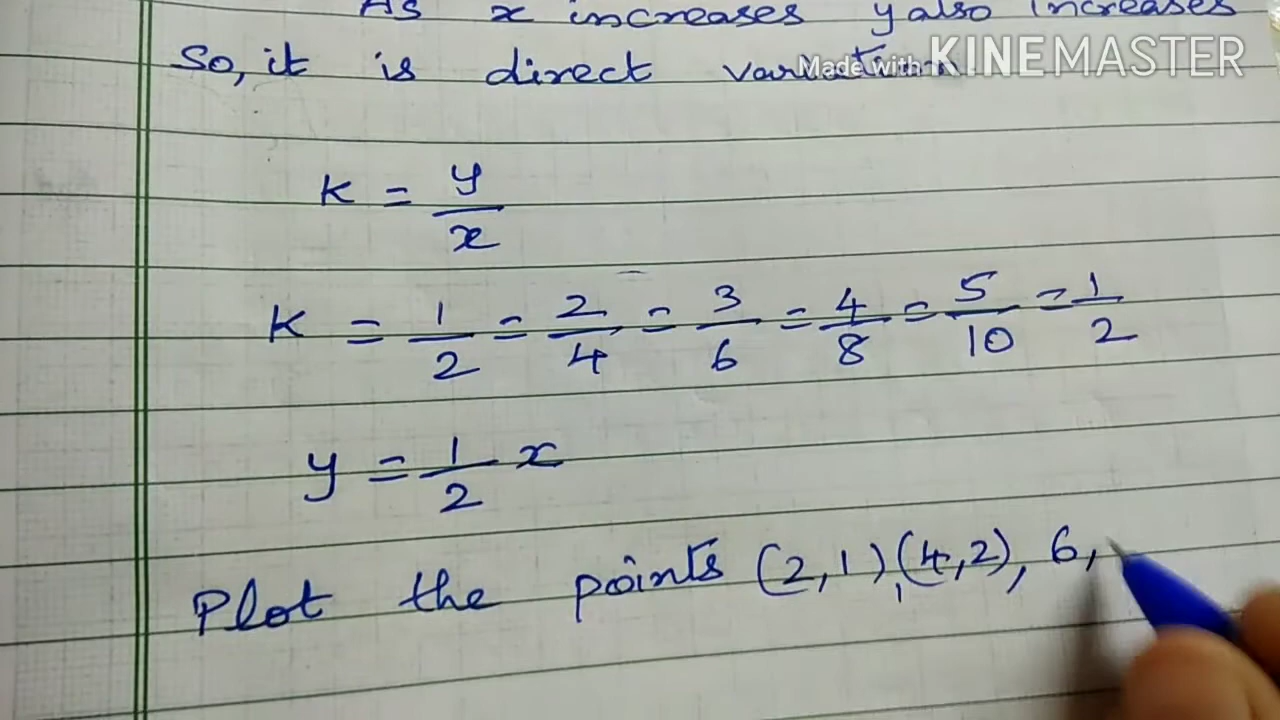 As x increases y also increases
So, it is direct variation
Made with KINEMASTER
K = y/x
K = 1/2 = 2/4 = 3/6 = 4/8 = 5/10 = 1/2
y = 1/2 x
Plot the points (2,1), (4,2), 6,